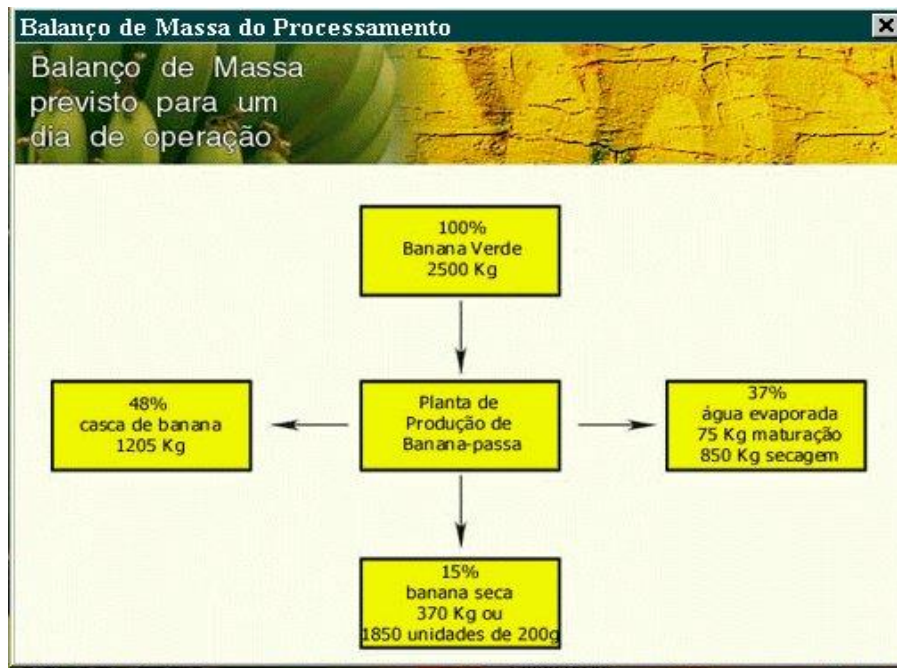 Balanço de Massa do Processamento
Balanço de Massa
previsto para um
dia de operação
100%
Banana Verde
2500 Kg
48%
casca de banana
1205 Kg
Planta de
Produção de
Banana-passa
37%
água evaporada
75 Kg maturação
850 Kg secagem
15%
banana seca
370 Kg ou
1850 unidades de 200g